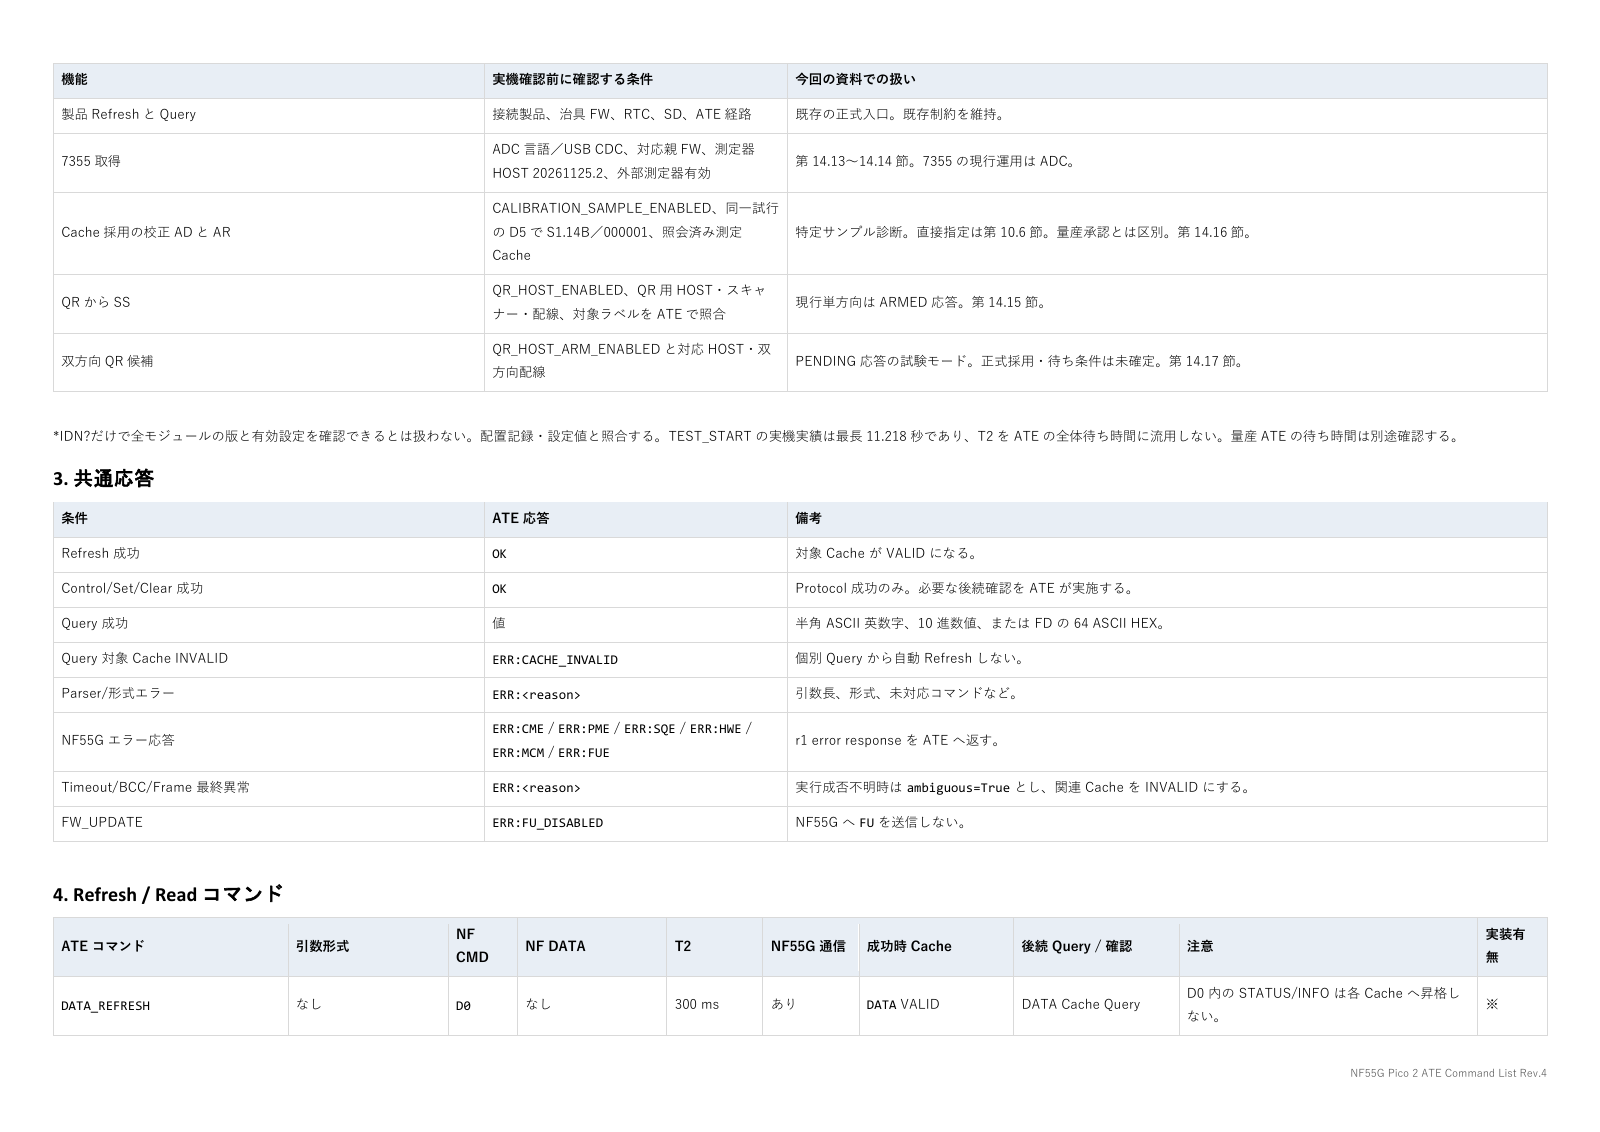 機能 実機確認前に確認する条件 今回の資料での扱い
製品 Refresh と Query 接続製品、治具 FW、RTC、SD、ATE 経路 既存の正式入口。既存制約を維持。
7355 取得 ADC 言語／USB CDC、対応親 FW、測定器 第 14.13～14.14 節。7355 の現行運用は ADC。
HOST 20261125.2、外部測定器有効
Cache 採用の校正 AD と AR CALIBRATION_SAMPLE_ENABLED、同一試行 特定サンプル診断。直接指定は第 10.6 節。量産承認とは区別。第 14.16 節。
の D5 で S1.14B／000001、照会済み測定
Cache
QR から SS QR_HOST_ENABLED、QR 用 HOST・スキャ 現行単方向は ARMED 応答。第 14.15 節。
ナー・配線、対象ラベルを ATE で照合
双方向 QR 候補 QR_HOST_ARM_ENABLED と対応 HOST・双 PENDING 応答の試験モード。正式採用・待ち条件は未確定。第 14.17 節。
方向配線
*IDN?だけで全モジュールの版と有効設定を確認できるとは扱わない。配置記録・設定値と照合する。TEST_START の実機実績は最長 11.218 秒であり、T2 を ATE の全体待ち時間に流用しない。量産 ATE の待ち時間は別途確認する。
3. 共通応答
条件 ATE 応答 備考
Refresh 成功 OK 対象 Cache が VALID になる。
Control/Set/Clear 成功 OK Protocol 成功のみ。必要な後続確認を ATE が実施する。
Query 成功 値 半角 ASCII 英数字、10 進数値、または FD の 64 ASCII HEX。
Query 対象 Cache INVALID ERR:CACHE_INVALID 個別 Query から自動 Refresh しない。
Parser/形式エラー ERR:<reason> 引数長、形式、未対応コマンドなど。
NF55G エラー応答 ERR:CME / ERR:PME / ERR:SQE / ERR:HWE / r1 error response を ATE へ返す。
ERR:MCM / ERR:FUE
Timeout/BCC/Frame 最終異常 ERR:<reason> 実行成否不明時は ambiguous=True とし、関連 Cache を INVALID にする。
FW_UPDATE ERR:FU_DISABLED NF55G へ FU を送信しない。
4. Refresh / Read コマンド
ATE コマンド 引数形式 NF CMD NF DATA T2 NF55G 通信 成功時 Cache 後続 Query / 確認 注意 実装有無
DATA_REFRESH なし D0 なし 300 ms あり DATA VALID DATA Cache Query D0 内の STATUS/INFO は各 Cache へ昇格し ※
ない。
NF55G Pico 2 ATE Command List Rev.4